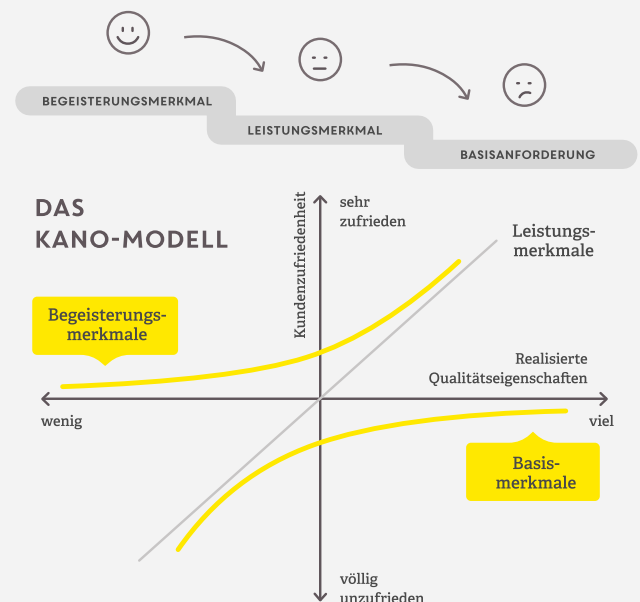 BEGEISTERUNGSMERKMAL
LEISTUNGSMERKMAL
BASISANFORDERUNG
DAS
KANO-MODELL
Kundenzufriedenheit
sehr
zufrieden
Leistungs-
merkmale
Begeisterungs-
merkmale
Realisierte
Qualitätseigenschaften
wenig
viel
Basis-
merkmale
völlig
unzufrieden